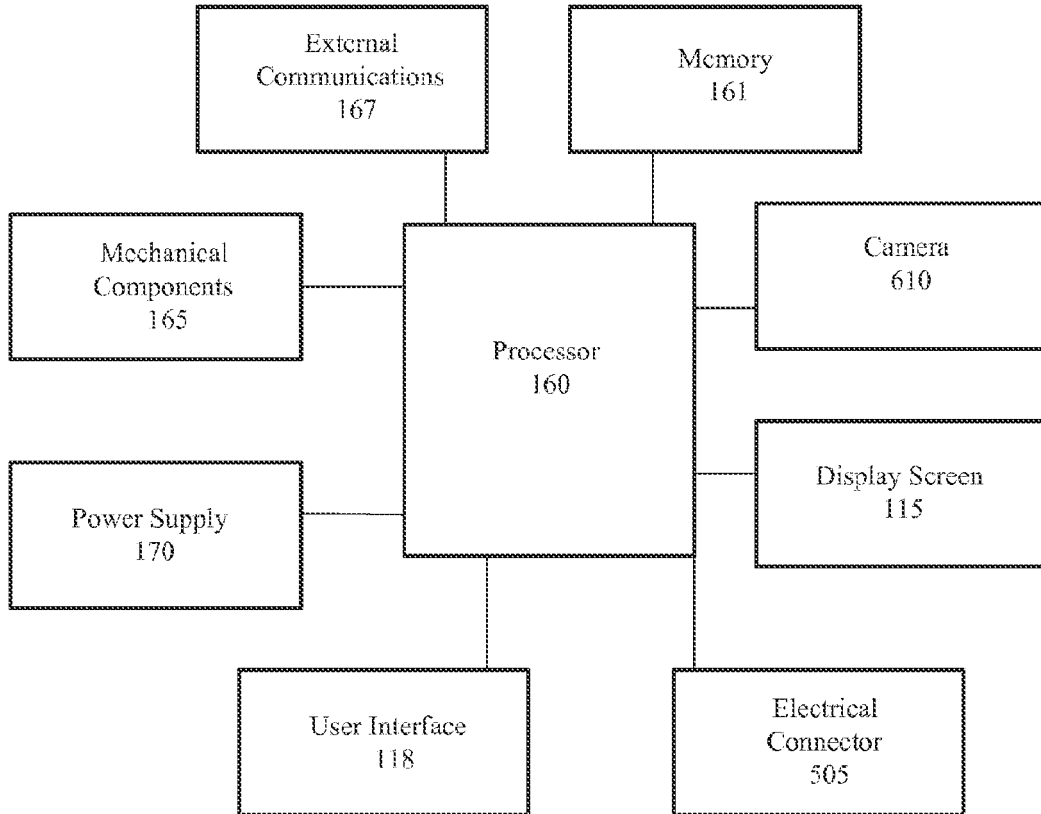 External
Communications
167
Memory
161
Mechanical
Components
165
Camera
610
Processor
160
Display Screen
115
Power Supply
170
User Interface
118
Electrical
Connector
505